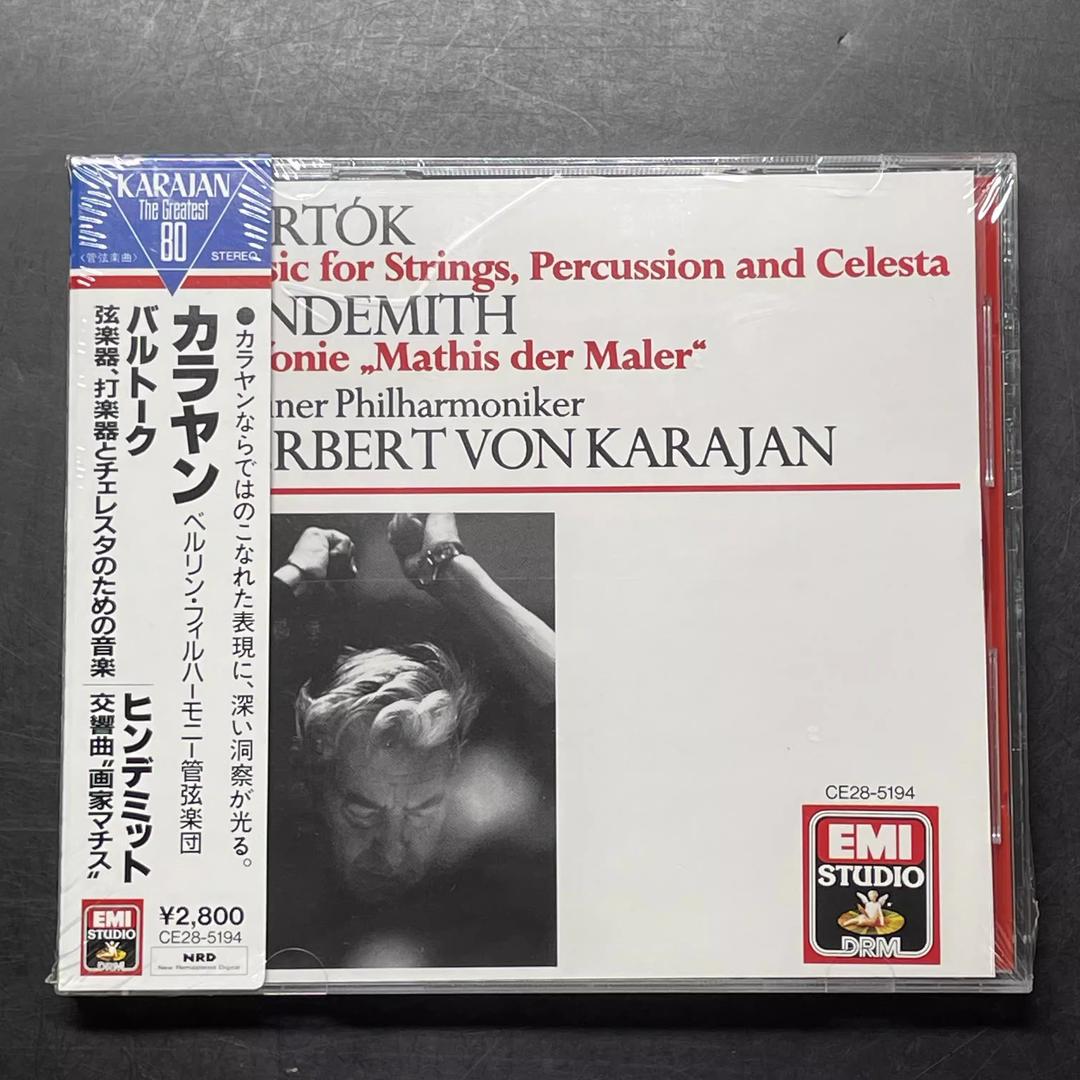 KARAJAN
The Greatest
80
〈管弦楽曲〉
STEREO
●カラヤンならではのこなれた表現に、深い洞察が光る。
カラヤン ベルリン・フィルハーモニー管弦楽団
バルトーク
弦楽器、打楽器とチェレスタのための音楽
ヒンデミット
交響曲“画家マチス”
EMI
STUDIO
DRM
¥2,800
CE28-5194
NRD
New Remastered Digital
RTÓK
sic for Strings, Percussion and Celesta
NDEMITH
onie „Mathis der Maler“
iner Philharmoniker
ERBERT VON KARAJAN
CE28-5194
EMI
STUDIO
DRM